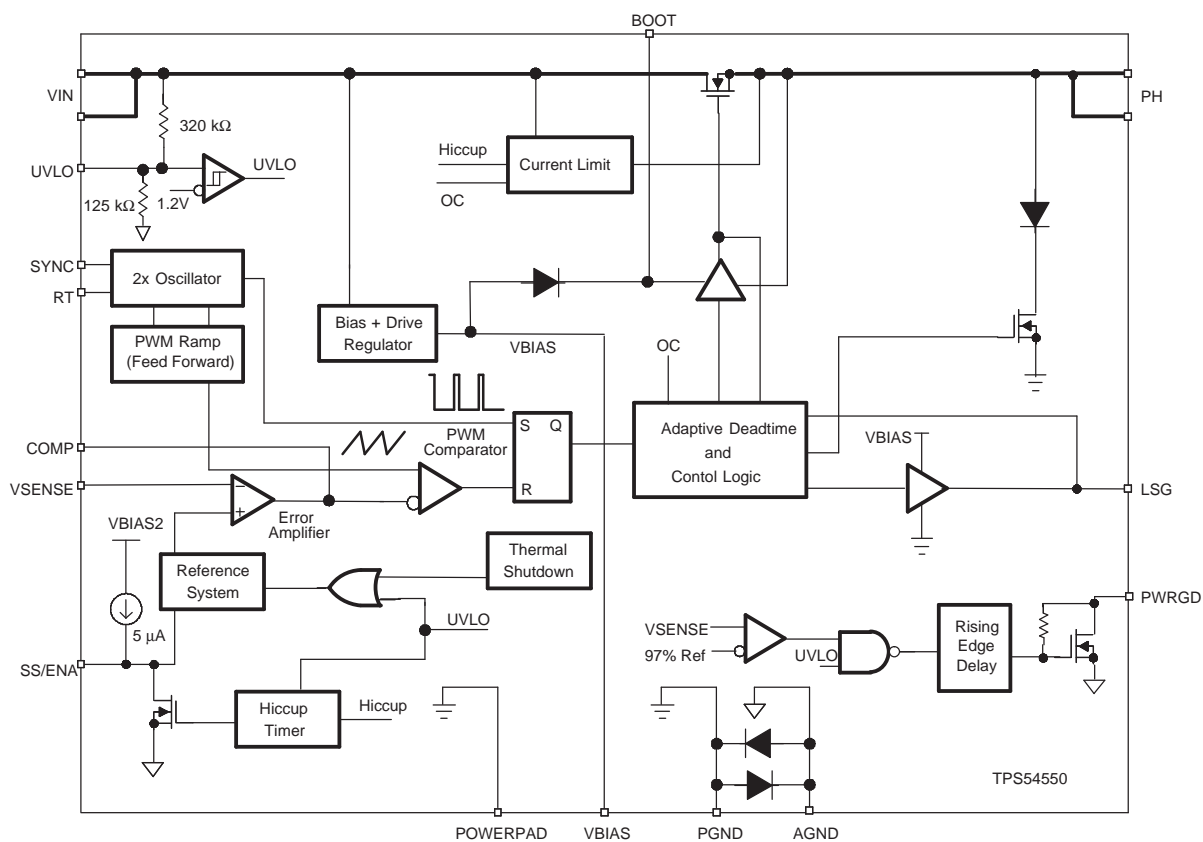 BOOT
VIN
PH
320 kΩ
Hiccup
Current Limit
OC
UVLO
UVLO
125 kΩ
1.2V
SYNC
2x Oscillator
RT
Bias + Drive
Regulator
PWM Ramp
(Feed Forward)
VBIAS
OC
S Q
R
PWM
Comparator
Adaptive Deadtime
and
Contol Logic
VBIAS
COMP
VSENSE
−
+
Error
Amplifier
LSG
VBIAS2
Thermal
Shutdown
Reference
System
5 μA
UVLO
PWRGD
VSENSE
97% Ref
UVLO
Rising
Edge
Delay
SS/ENA
Hiccup
Timer
Hiccup
TPS54550
POWERPAD
VBIAS
PGND
AGND